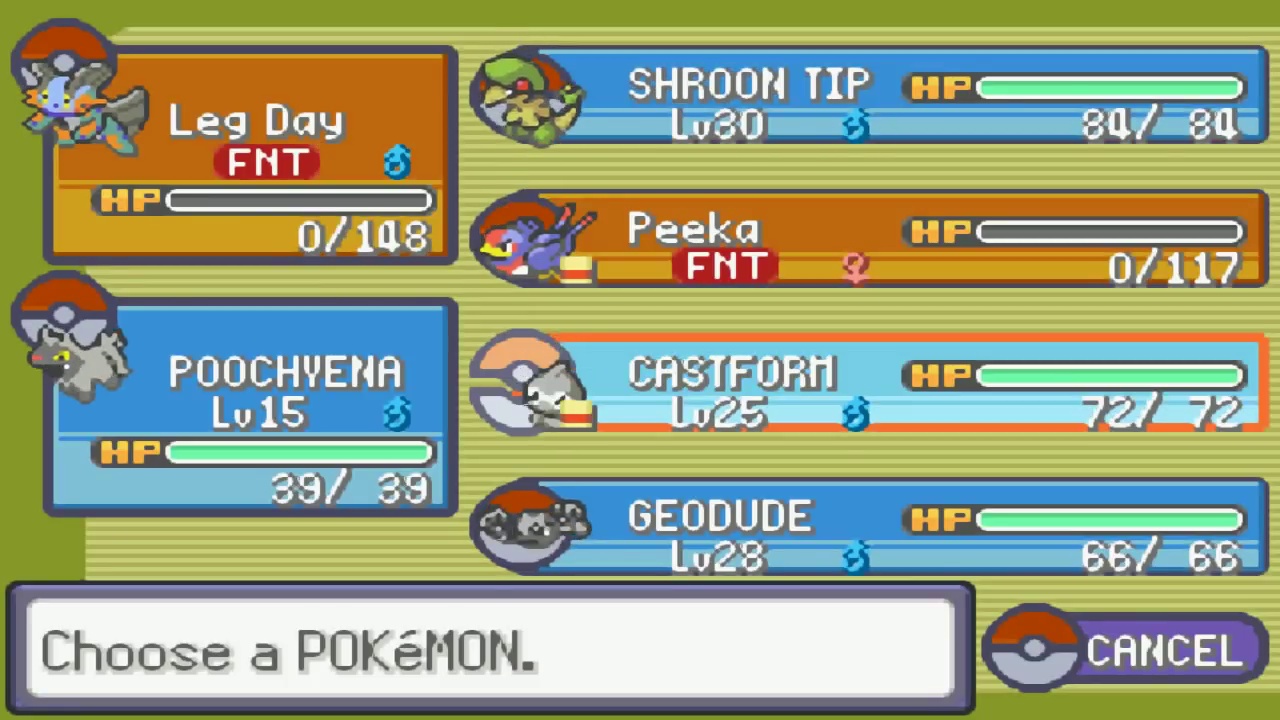 Leg Day
FNT ♂
HP
0/148
POOCHYENA
Lv15 ♂
HP
39/ 39
SHROON TIP HP
Lv30 ♂ 84/ 84
Peeka HP
FNT ♀ 0/117
CASTFORM HP
Lv25 ♂ 72/ 72
GEODUDE HP
Lv28 ♂ 66/ 66
Choose a POKéMON.
CANCEL